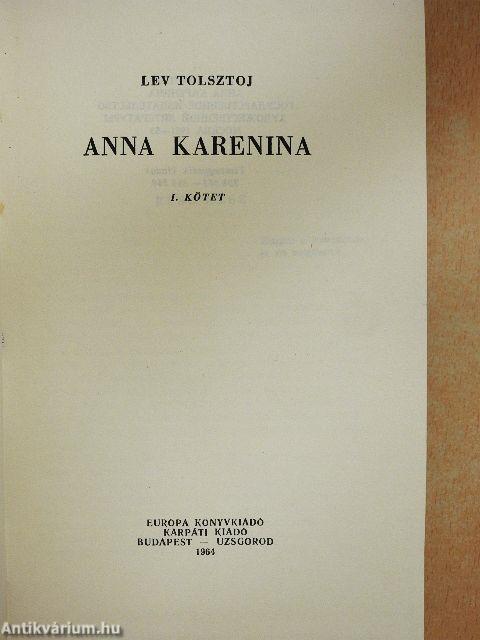 LEV TOLSZTOJ
ANNA KARENINA
I. KÖTET
EURÓPA KÖNYVKIADÓ
KÁRPÁTI KIADÓ
BUDAPEST — UZSGOROD
1964
Antikvárium.hu